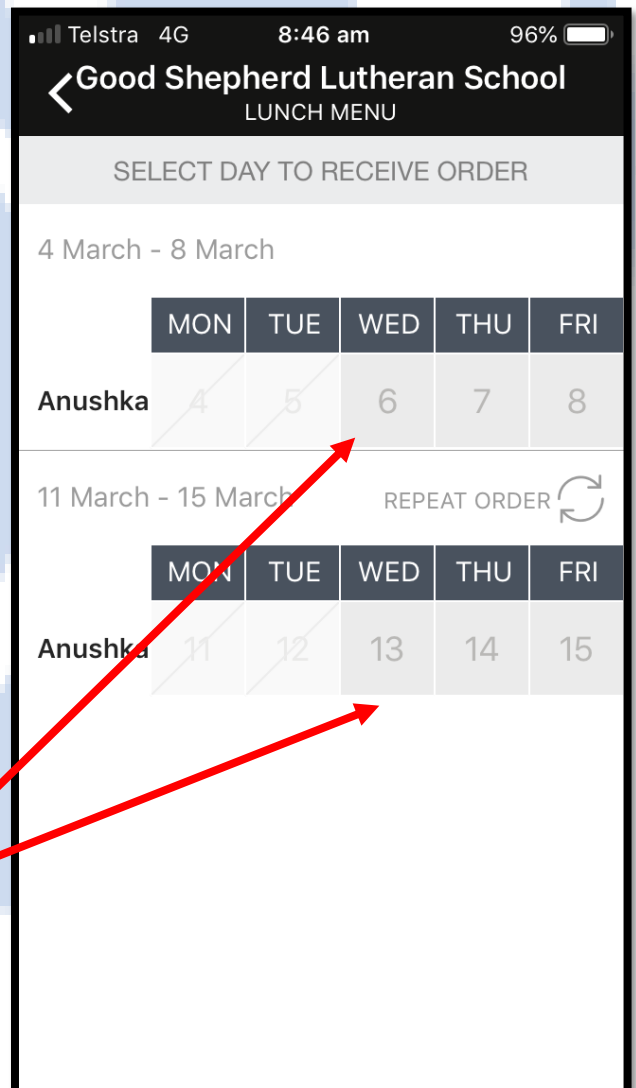 Telstra 4G 8:46 am 96%
Good Shepherd Lutheran School
LUNCH MENU
SELECT DAY TO RECEIVE ORDER
4 March - 8 March
MON TUE WED THU FRI
Anushka 4 5 6 7 8
11 March - 15 March REPEAT ORDER
MON TUE WED THU FRI
Anushka 11 12 13 14 15